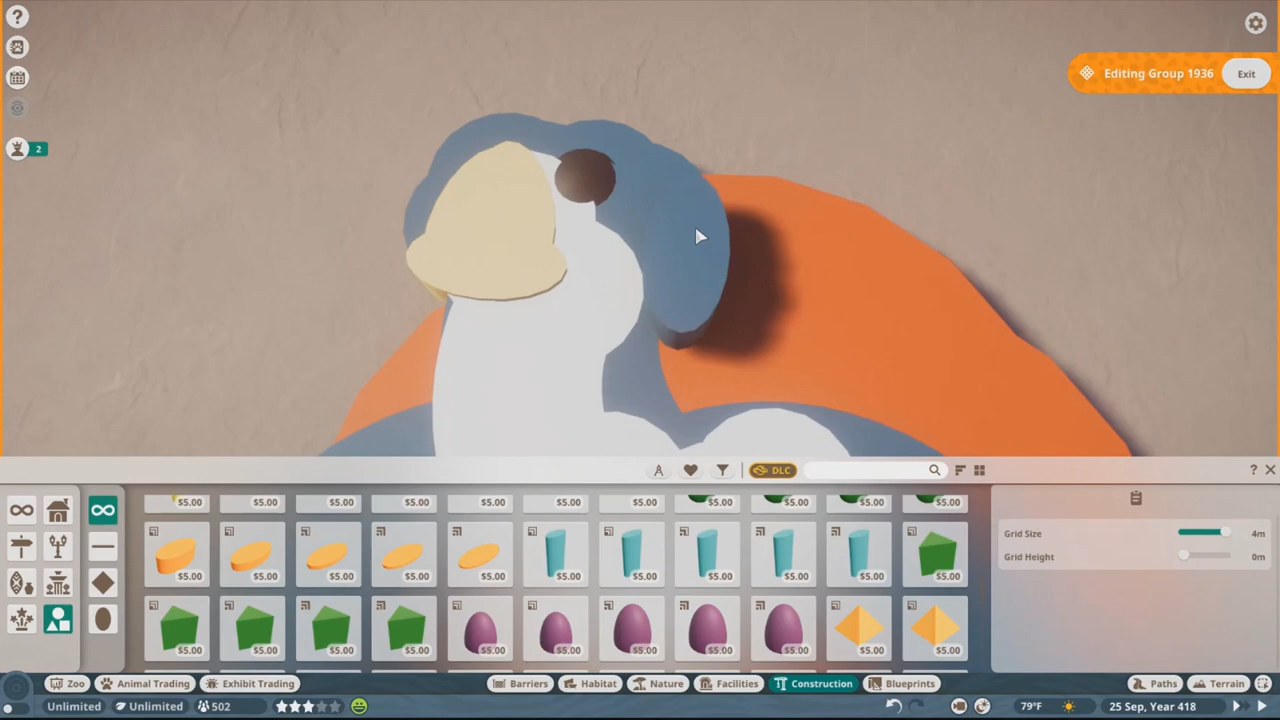 ?
Editing Group 1936
Exit
2
DLC
?
$5.00 $5.00 $5.00 $5.00 $5.00 $5.00 $5.00 $5.00 $5.00 $5.00 $5.00
$5.00 $5.00 $5.00 $5.00 $5.00 $5.00 $5.00 $5.00 $5.00 $5.00 $5.00
$5.00 $5.00 $5.00 $5.00 $5.00 $5.00 $5.00 $5.00 $5.00 $5.00 $5.00
Grid Size 4m
Grid Height 0m
Zoo Animal Trading Exhibit Trading Barriers Habitat Nature Facilities Construction Blueprints Paths Terrain
Unlimited Unlimited 502 79°F 25 Sep, Year 418